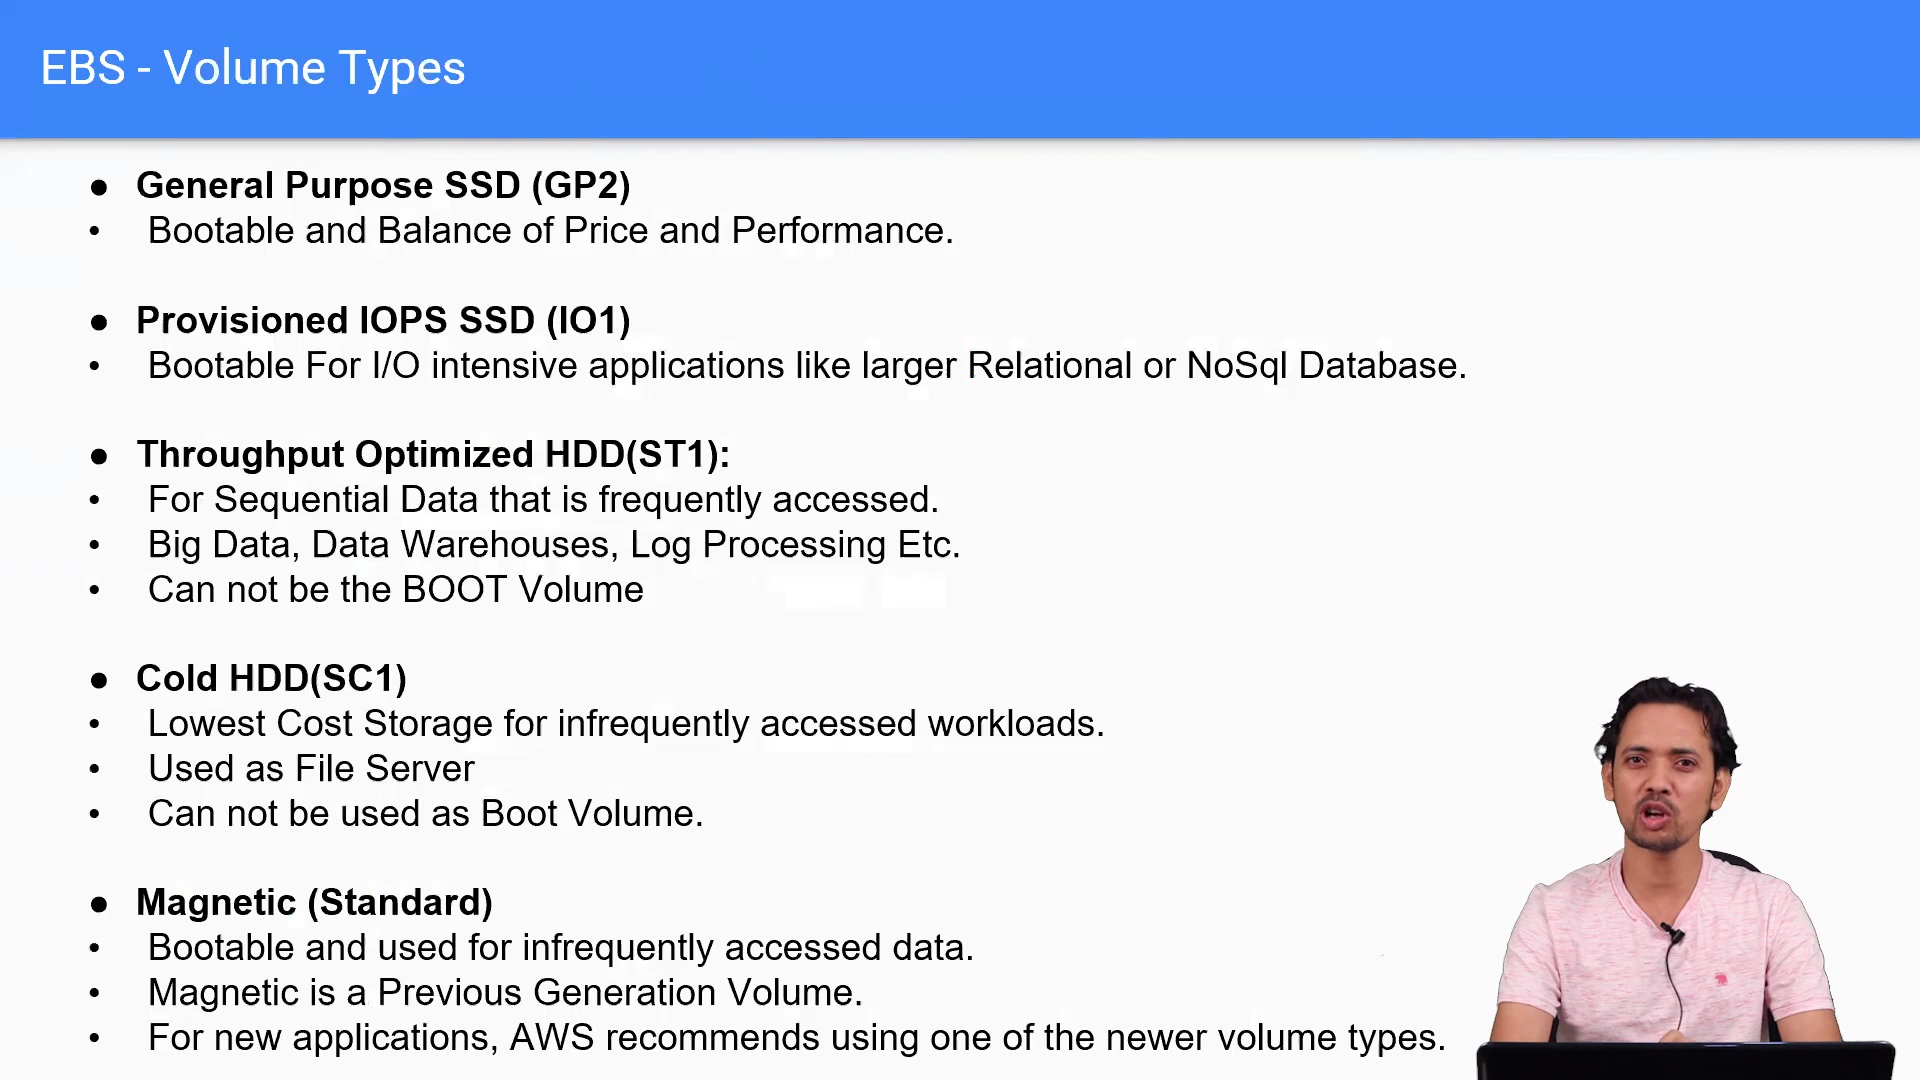 EBS - Volume Types
● General Purpose SSD (GP2)
• Bootable and Balance of Price and Performance.
● Provisioned IOPS SSD (IO1)
• Bootable For I/O intensive applications like larger Relational or NoSql Database.
● Throughput Optimized HDD(ST1):
• For Sequential Data that is frequently accessed.
• Big Data, Data Warehouses, Log Processing Etc.
• Can not be the BOOT Volume
● Cold HDD(SC1)
• Lowest Cost Storage for infrequently accessed workloads.
• Used as File Server
• Can not be used as Boot Volume.
● Magnetic (Standard)
• Bootable and used for infrequently accessed data.
• Magnetic is a Previous Generation Volume.
• For new applications, AWS recommends using one of the newer volume types.